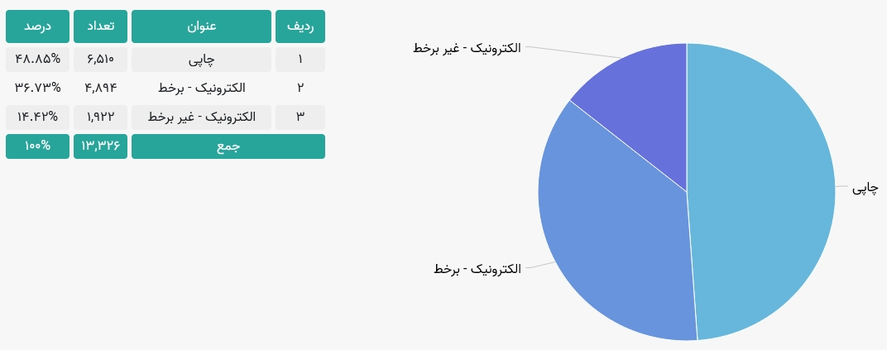 ردیف عنوان تعداد درصد
۱ چاپی ۶,۵۱۰ ۴۸.۸۵%
۲ الکترونیک - برخط ۴,۸۹۴ ۳۶.۷۳%
۳ الکترونیک - غیر برخط ۱,۹۲۲ ۱۴.۴۲%
جمع ۱۳,۳۲۶ ۱۰۰%
الکترونیک - غیر برخط
چاپی
الکترونیک - برخط